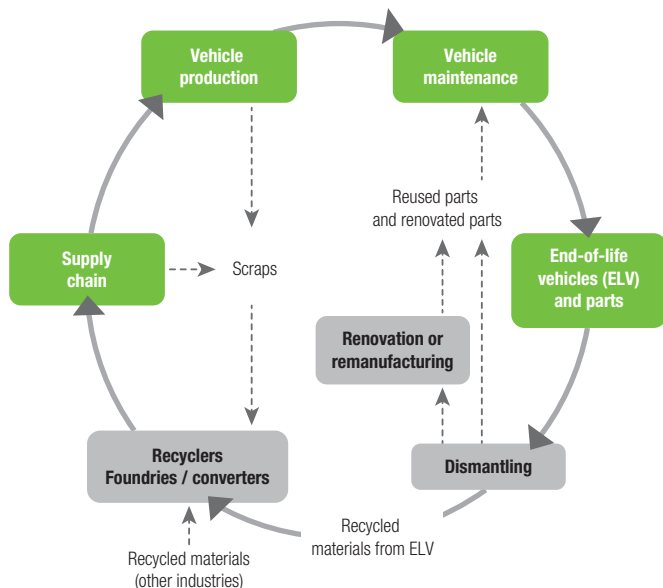 Vehicle
production
Vehicle
maintenance
Reused parts
and renovated parts
Supply
chain
Scraps
End-of-life
vehicles (ELV)
and parts
Renovation or
remanufacturing
Recyclers
Foundries / converters
Dismantling
Recycled
materials from ELV
Recycled materials
(other industries)